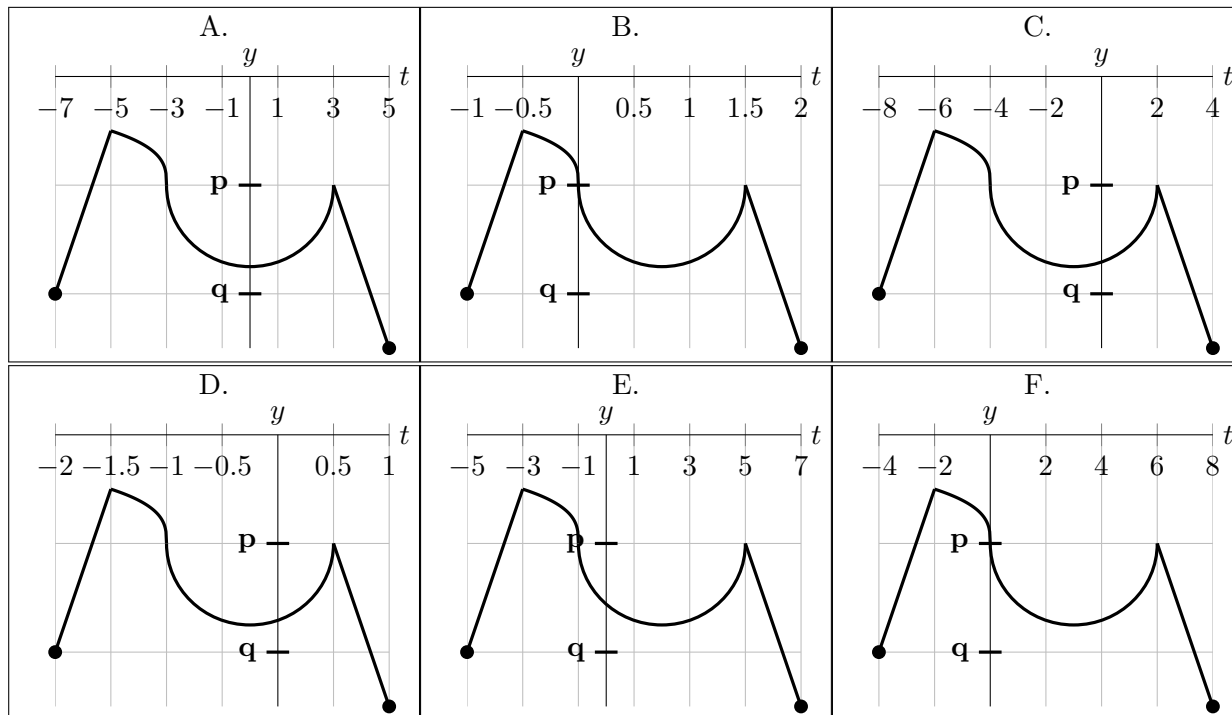 A.
B.
C.
y
y
y
t
t
t
−7 −5 −3 −1 1 3 5
−1 −0.5 0.5 1 1.5 2
−8 −6 −4 −2 2 4
p
p
p
q
q
q
D.
E.
F.
y
y
y
t
t
t
−2 −1.5 −1 −0.5 0.5 1
−5 −3 −1 1 3 5 7
−4 −2 2 4 6 8
p
p
p
q
q
q